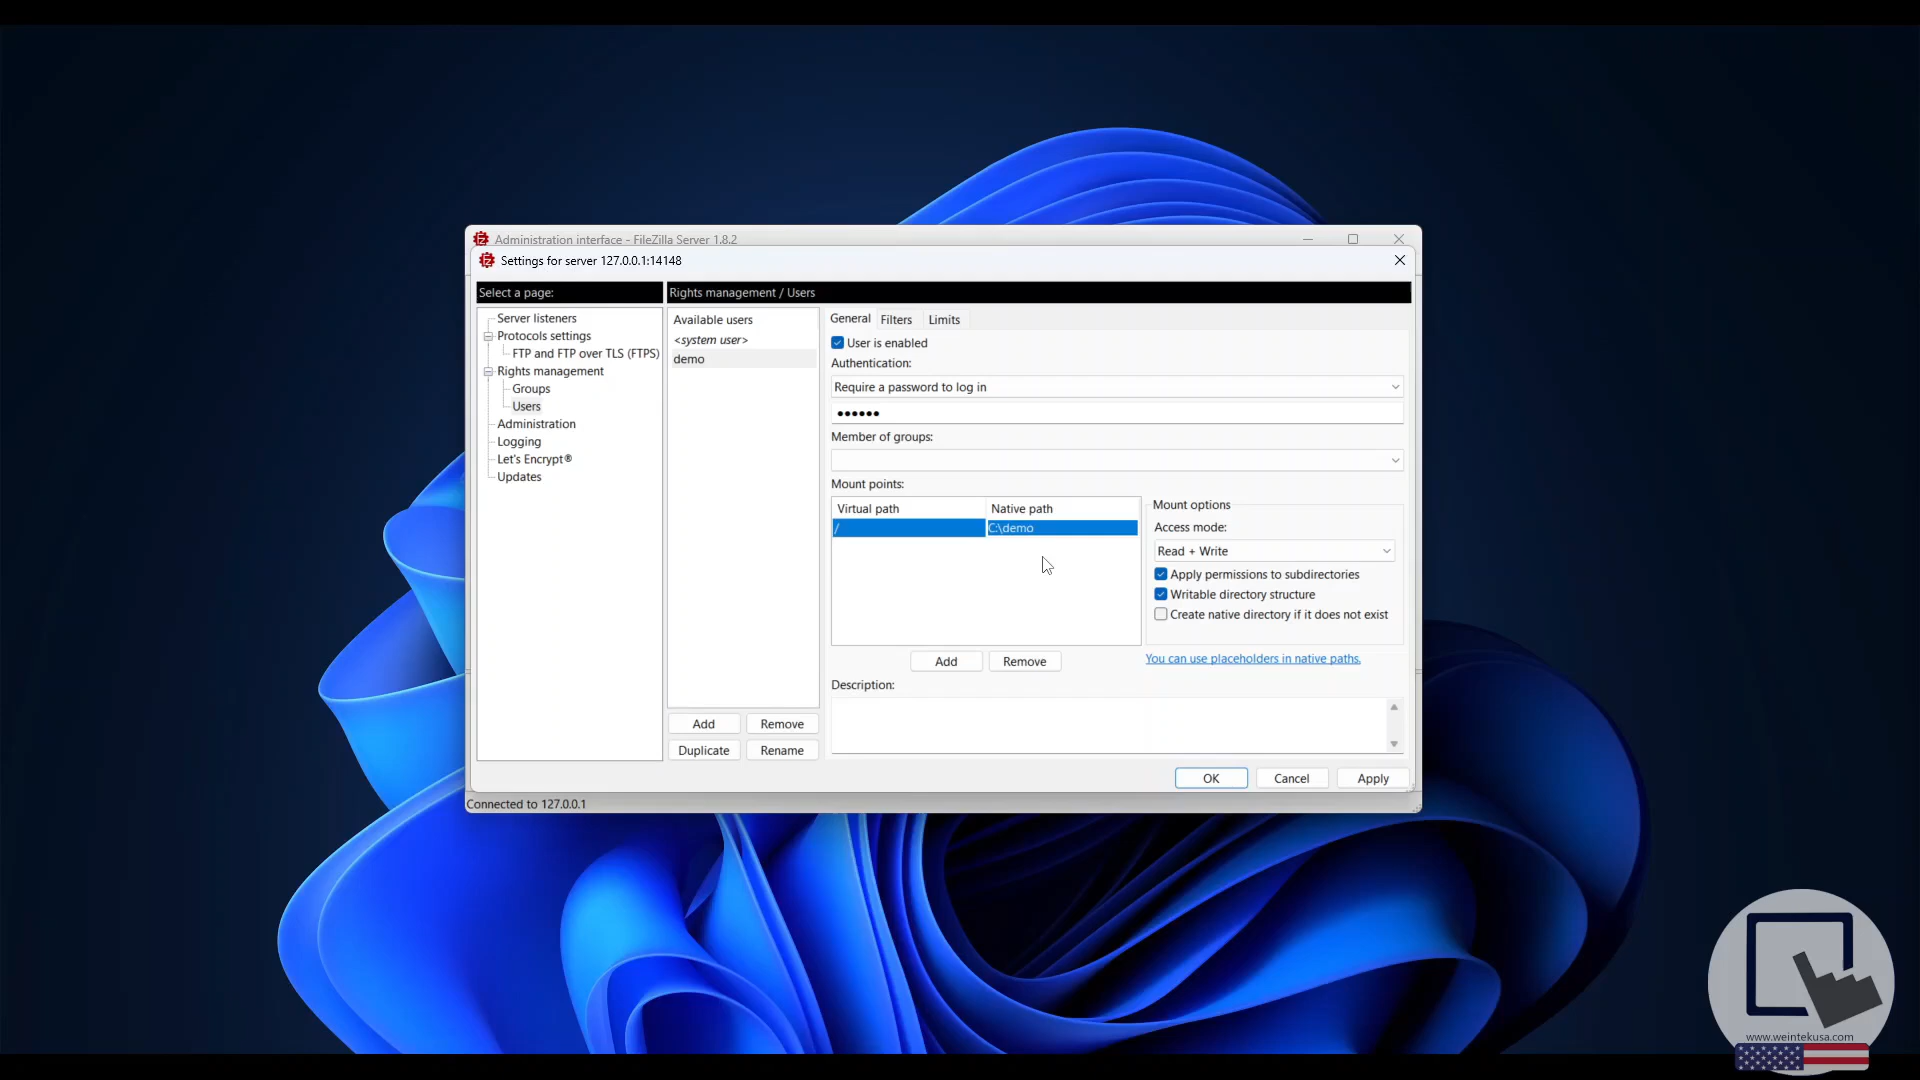 Administration interface - FileZilla Server 1.8.2
Settings for server 127.0.0.1:14148
Select a page:
Server listeners
Protocols settings
FTP and FTP over TLS (FTPS)
Rights management
Groups
Users
Administration
Logging
Let's Encrypt®
Updates
Rights management / Users
Available users
<system user>
demo
Add
Remove
Duplicate
Rename
General
Filters
Limits
User is enabled
Authentication:
Require a password to log in
••••••
Member of groups:
Mount points:
Virtual path
Native path
/
C:\demo
Add
Remove
Mount options
Access mode:
Read + Write
Apply permissions to subdirectories
Writable directory structure
Create native directory if it does not exist
You can use placeholders in native paths.
Description:
OK
Cancel
Apply
Connected to 127.0.0.1
www.weintekusa.com